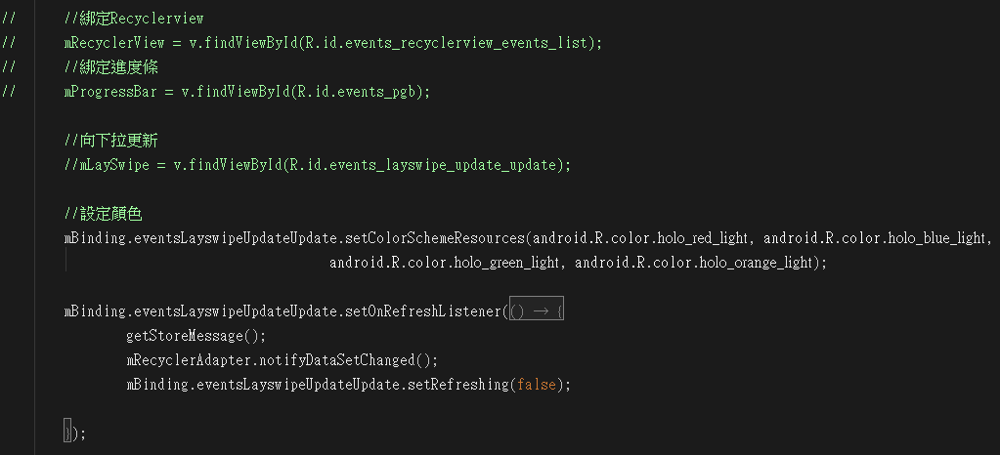 //      //綁定Recyclerview
//      mRecyclerView = v.findViewById(R.id.events_recyclerview_events_list);
//      //綁定進度條
//      mProgressBar = v.findViewById(R.id.events_pgb);
//向下拉更新
//mLaySwipe = v.findViewById(R.id.events_layswipe_update_update);
//設定顏色
mBinding.eventsLayswipeUpdateUpdate.setColorSchemeResources(android.R.color.holo_red_light, android.R.color.holo_blue_light,
android.R.color.holo_green_light, android.R.color.holo_orange_light);
mBinding.eventsLayswipeUpdateUpdate.setOnRefreshListener(() → {
getStoreMessage();
mRecyclerAdapter.notifyDataSetChanged();
mBinding.eventsLayswipeUpdateUpdate.setRefreshing(false);
});